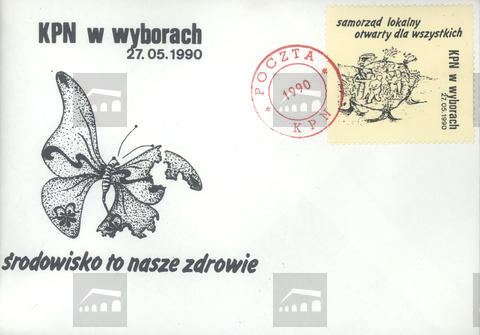 KPN w wyborach
27.05.1990
środowisko to nasze zdrowie
POCZTA
1990
KPN
samorząd lokalny
otwarty dla wszystkich
KPN w wyborach
27.05.1990